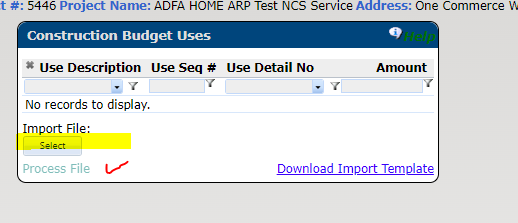 ct #: 5446 Project Name: ADFA HOME ARP Test NCS Service Address: One Commerce W
Construction Budget Uses Help
Use Description Use Seq # Use Detail No Amount
No records to display.
Import File:
Select
Process File Download Import Template